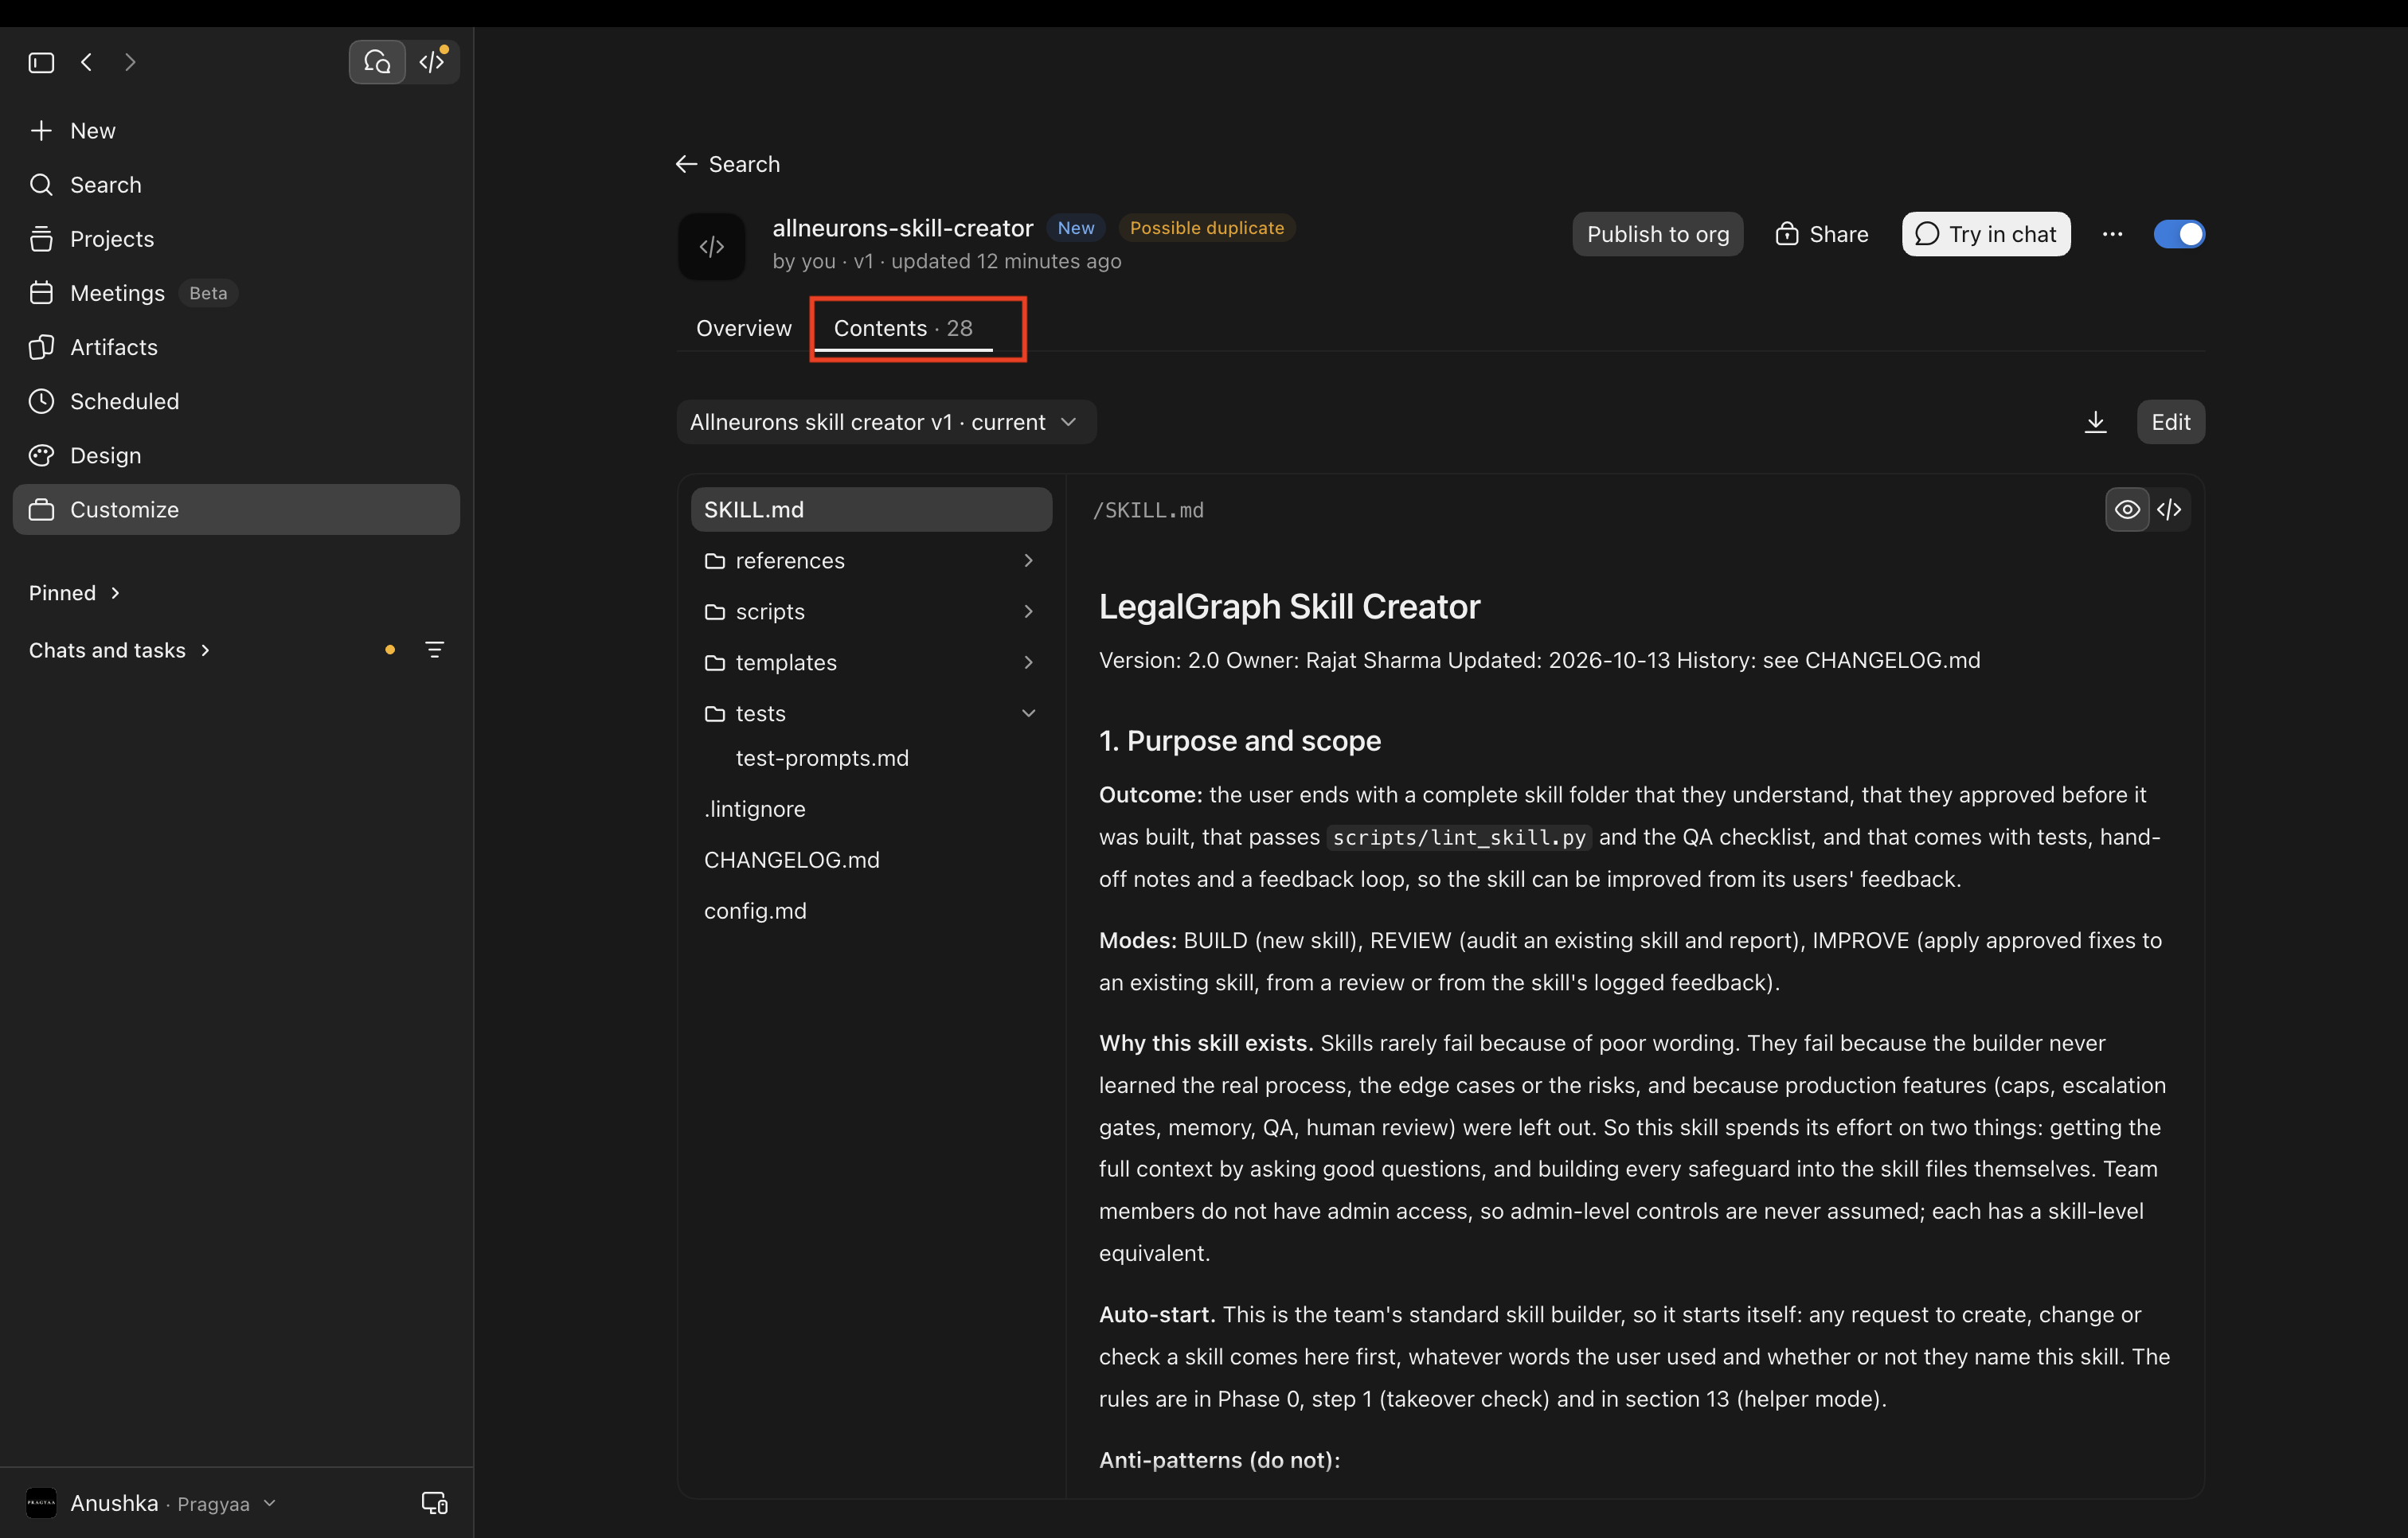 New
Search
Projects
Meetings Beta
Artifacts
Scheduled
Design
Customize
Pinned
Chats and tasks
PRAGYAA
Anushka · Pragyaa
Search
allneurons-skill-creator New Possible duplicate
by you · v1 · updated 12 minutes ago
Publish to org Share Try in chat
Overview Contents · 28
Allneurons skill creator v1 · current
Edit
SKILL.md
references
scripts
templates
tests
test-prompts.md
.lintignore
CHANGELOG.md
config.md
/SKILL.md
LegalGraph Skill Creator
Version: 2.0 Owner: Rajat Sharma Updated: 2026-10-13 History: see CHANGELOG.md
1. Purpose and scope
Outcome: the user ends with a complete skill folder that they understand, that they approved before it
was built, that passes scripts/lint_skill.py and the QA checklist, and that comes with tests, hand-
off notes and a feedback loop, so the skill can be improved from its users' feedback.
Modes: BUILD (new skill), REVIEW (audit an existing skill and report), IMPROVE (apply approved fixes to
an existing skill, from a review or from the skill's logged feedback).
Why this skill exists. Skills rarely fail because of poor wording. They fail because the builder never
learned the real process, the edge cases or the risks, and because production features (caps, escalation
gates, memory, QA, human review) were left out. So this skill spends its effort on two things: getting the
full context by asking good questions, and building every safeguard into the skill files themselves. Team
members do not have admin access, so admin-level controls are never assumed; each has a skill-level
equivalent.
Auto-start. This is the team's standard skill builder, so it starts itself: any request to create, change or
check a skill comes here first, whatever words the user used and whether or not they name this skill. The
rules are in Phase 0, step 1 (takeover check) and in section 13 (helper mode).
Anti-patterns (do not):